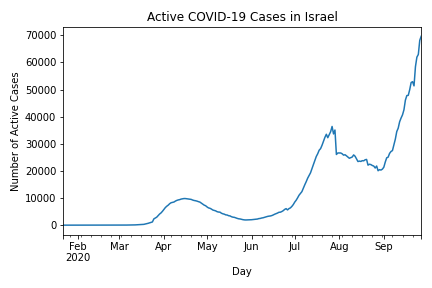 Active COVID-19 Cases in Israel
Number of Active Cases
70000
60000
50000
40000
30000
20000
10000
0
Feb Mar Apr May Jun Jul Aug Sep
2020
Day